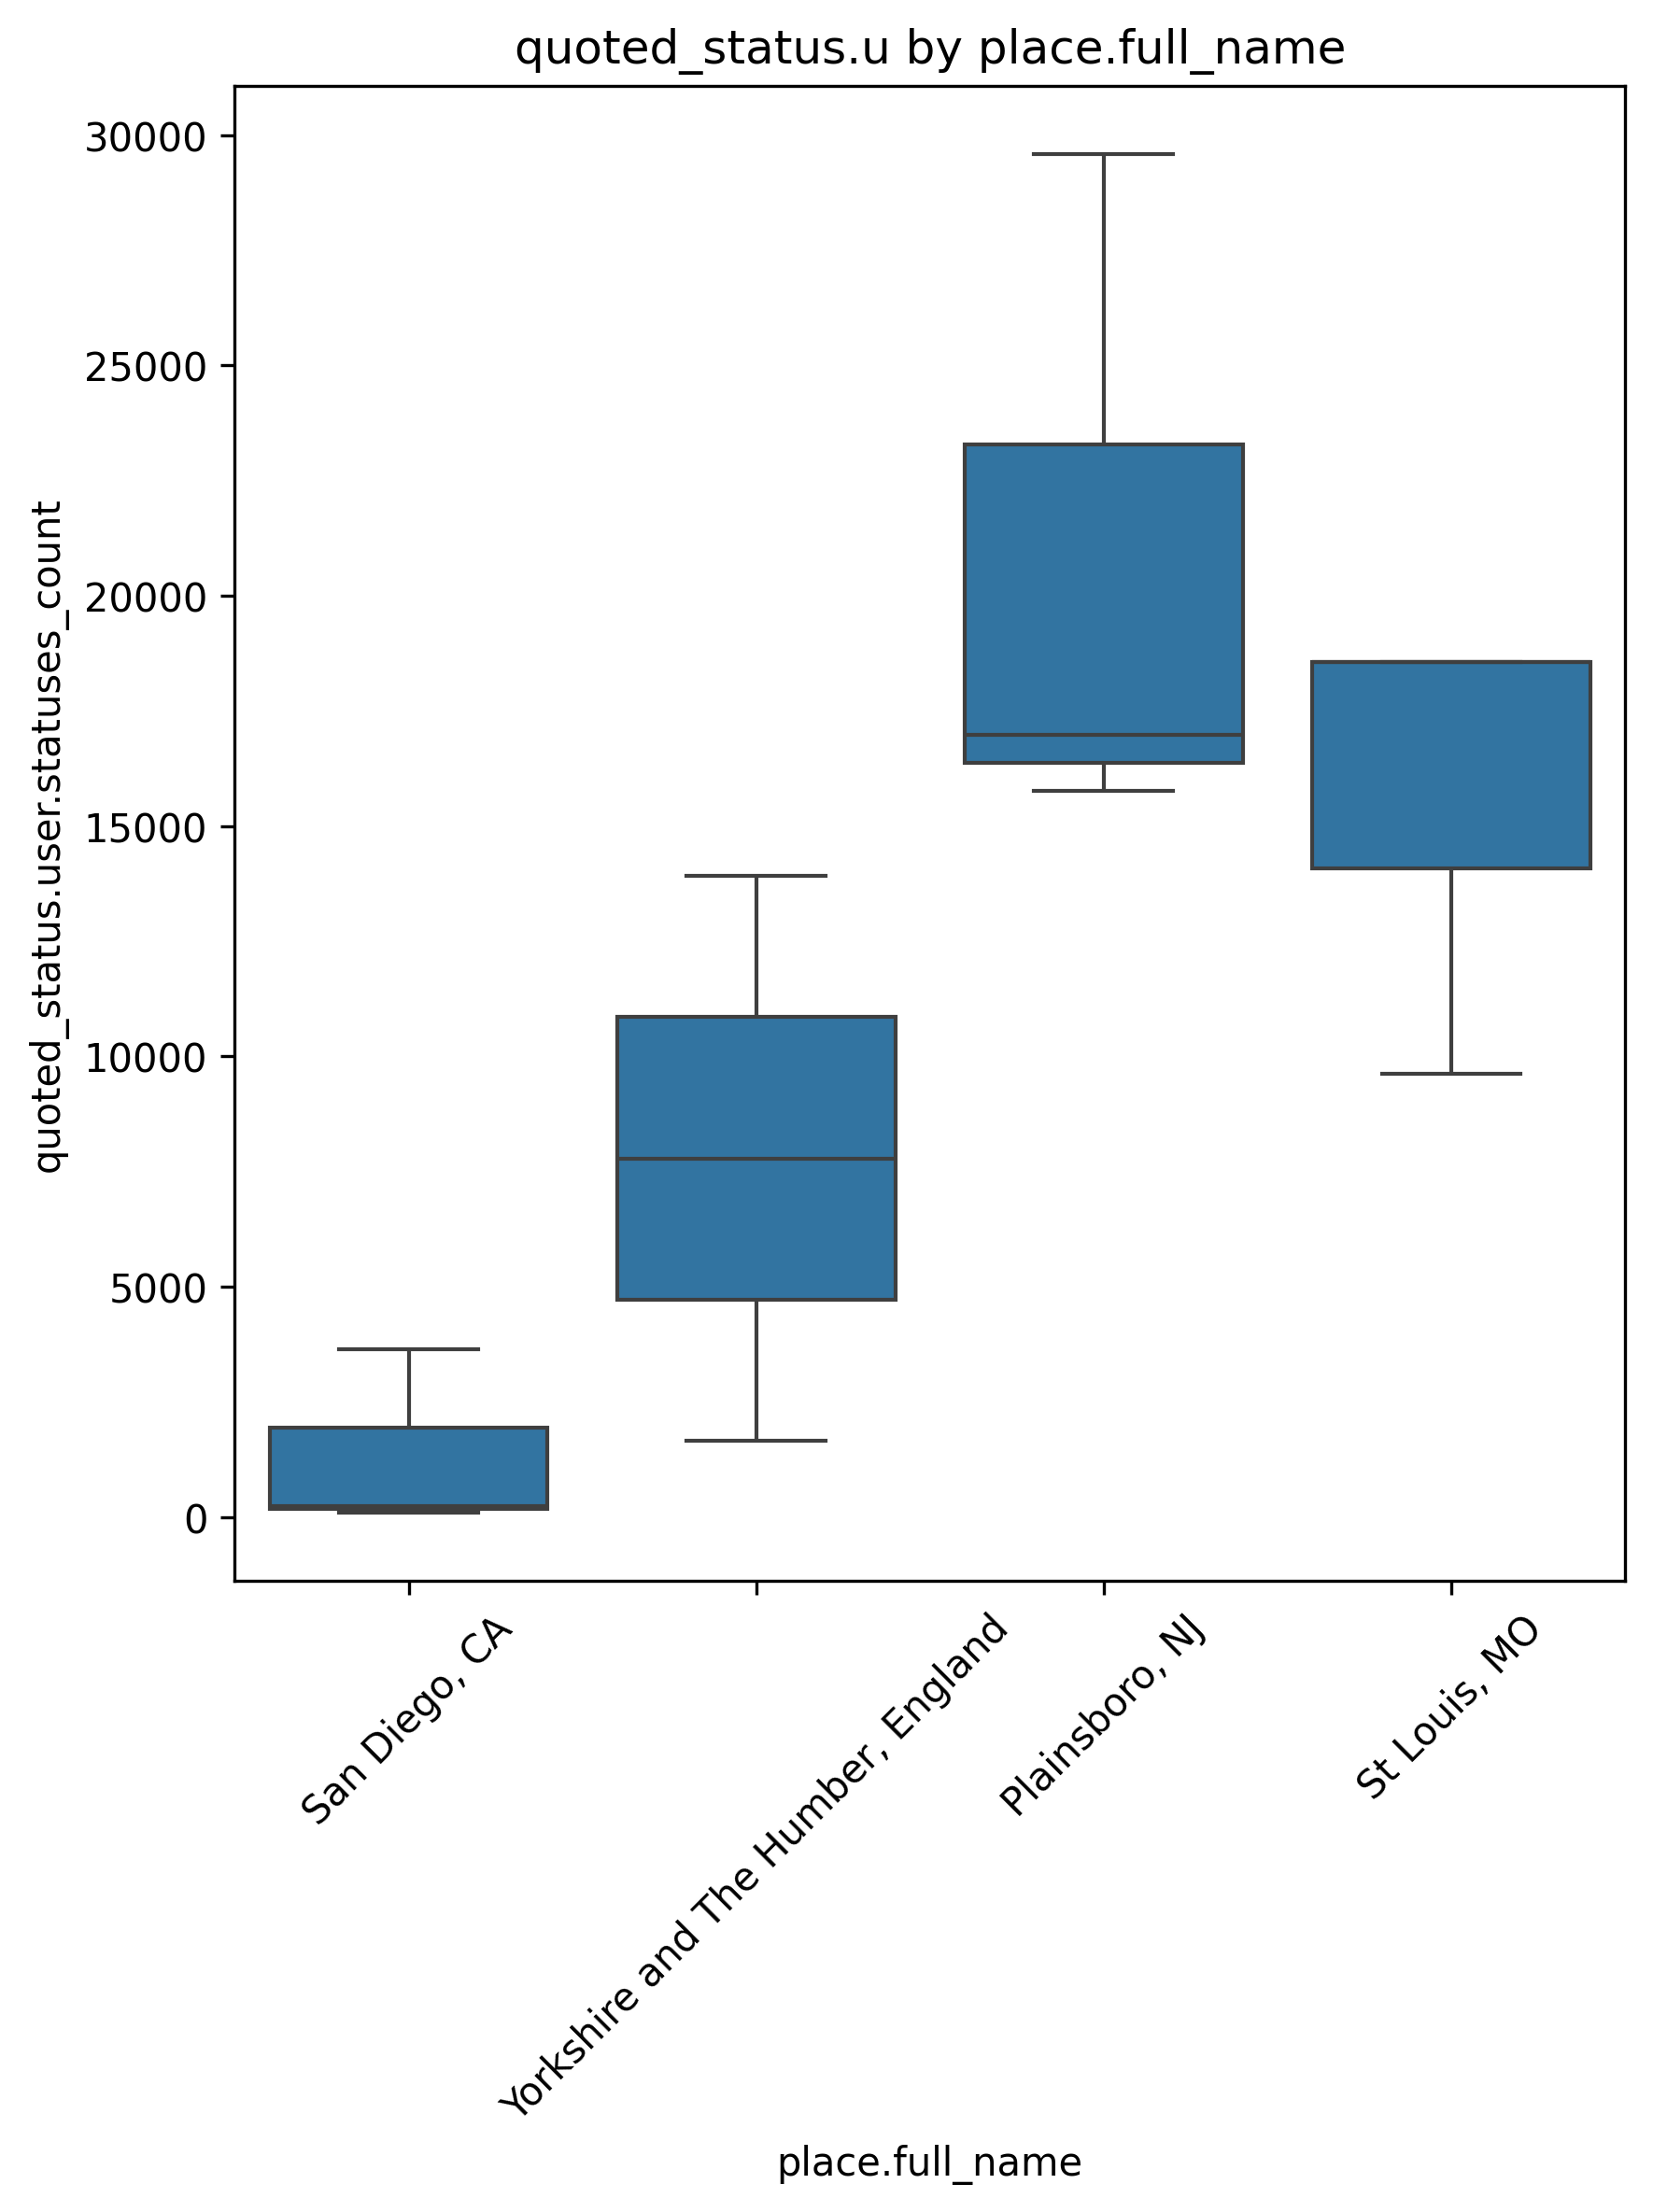 quoted_status.u by place.full_name
quoted_status.user.statuses_count
30000
25000
20000
15000
10000
5000
0
San Diego, CA
Yorkshire and The Humber, England
Plainsboro, NJ
St Louis, MO
place.full_name